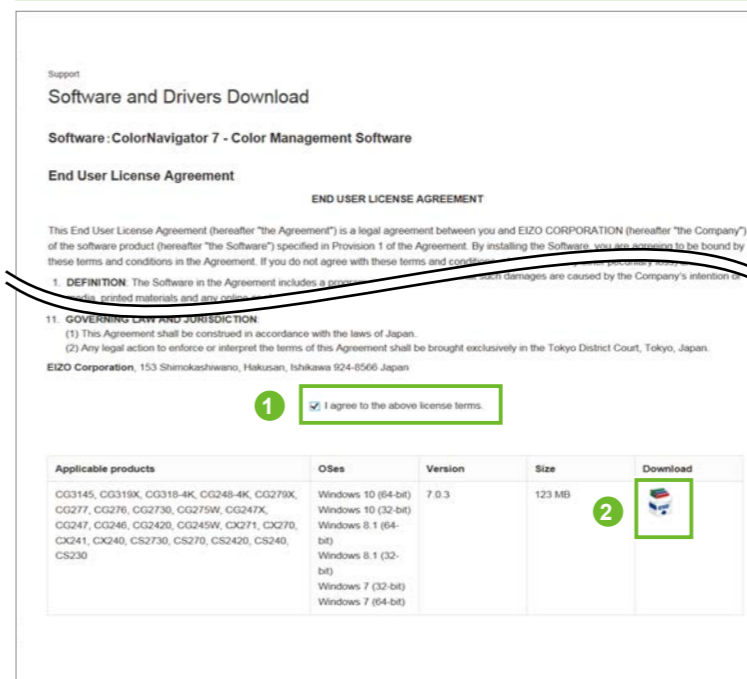 Support
Software and Drivers Download
Software:ColorNavigator 7 - Color Management Software
End User License Agreement
END USER LICENSE AGREEMENT
This End User License Agreement (hereafter "the Agreement") is a legal agreement between you and EIZO CORPORATION (hereafter "the Company")
of the software product (hereafter "the Software") specified in Provision 1 of the Agreement. By installing the Software, you are agreeing to be bound by
these terms and conditions in the Agreement. If you do not agree with these terms and conditions
1. DEFINITION: The Software in the Agreement includes a
such damages are caused by the Company's intention or
media, printed materials and any online
11. GOVERNING LAW AND JURISDICTION:
(1) This Agreement shall be construed in accordance with the laws of Japan.
(2) Any legal action to enforce or interpret the terms of this Agreement shall be brought exclusively in the Tokyo District Court, Tokyo, Japan.
EIZO Corporation, 153 Shimokashiwano, Hakusan, Ishikawa 924-8566 Japan
1 I agree to the above license terms.
Applicable products OSes Version Size Download
CG3145, CG319X, CG318-4K, CG248-4K, CG279X, Windows 10 (64-bit) 7.0.3 123 MB
CG277, CG276, CG2730, CG275W, CG247X, Windows 10 (32-bit)
2
CG247, CG246, CG2420, CG245W, CX271, CX270, Windows 8.1 (64-
CX241, CX240, CS2730, CS270, CS2420, CS240, bit)
CS230 Windows 8.1 (32-
bit)
Windows 7 (32-bit)
Windows 7 (64-bit)